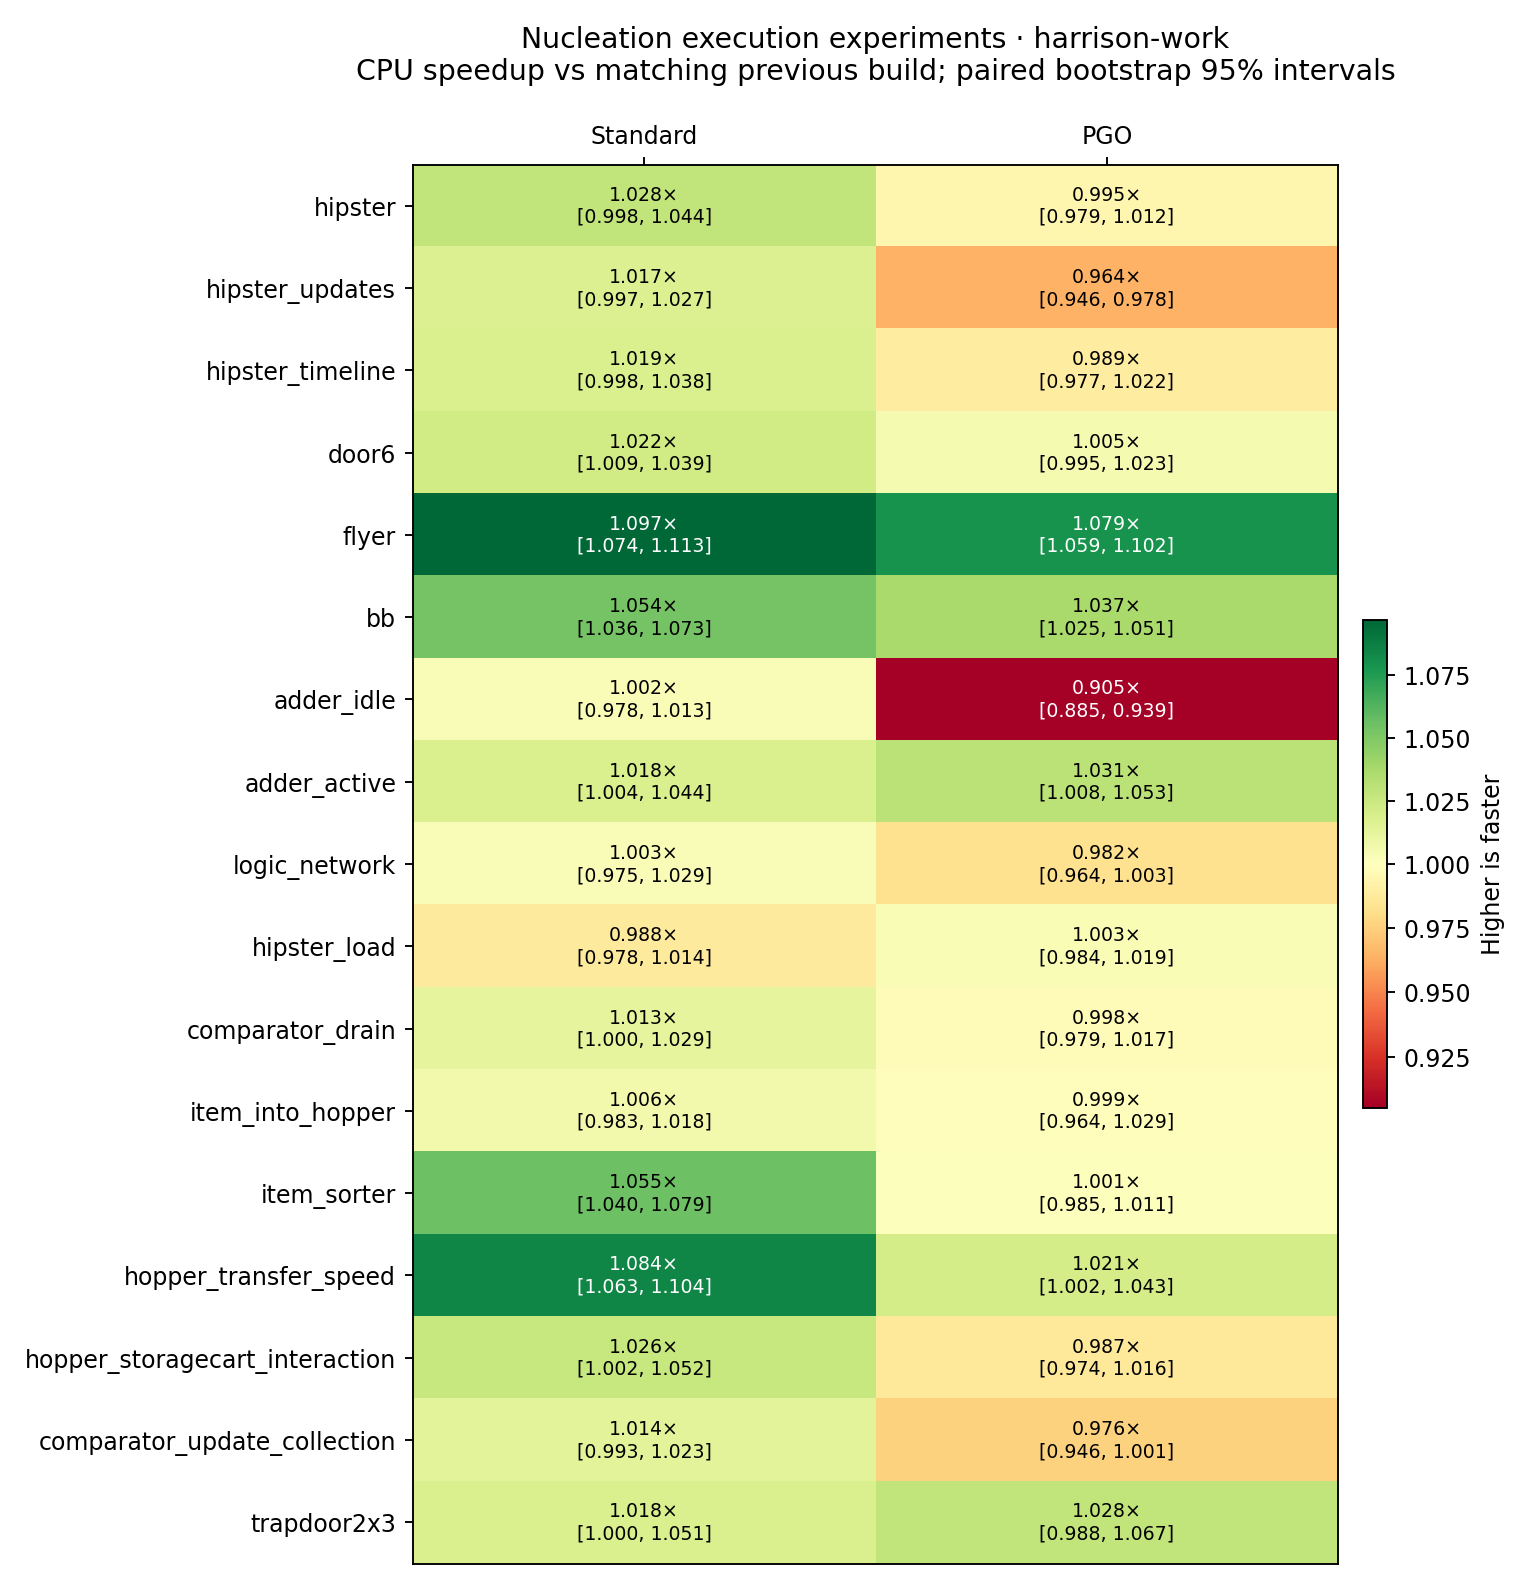 Nucleation execution experiments · harrison-work
CPU speedup vs matching previous build; paired bootstrap 95% intervals
Standard PGO
hipster 1.028× 0.995×
[0.998, 1.044] [0.979, 1.012]
hipster_updates 1.017× 0.964×
[0.997, 1.027] [0.946, 0.978]
hipster_timeline 1.019× 0.989×
[0.998, 1.038] [0.977, 1.022]
door6 1.022× 1.005×
[1.009, 1.039] [0.995, 1.023]
flyer 1.097× 1.079×
[1.074, 1.113] [1.059, 1.102]
bb 1.054× 1.037×
[1.036, 1.073] [1.025, 1.051]
adder_idle 1.002× 0.905×
[0.978, 1.013] [0.885, 0.939]
adder_active 1.018× 1.031×
[1.004, 1.044] [1.008, 1.053]
logic_network 1.003× 0.982×
[0.975, 1.029] [0.964, 1.003]
hipster_load 0.988× 1.003×
[0.978, 1.014] [0.984, 1.019]
comparator_drain 1.013× 0.998×
[1.000, 1.029] [0.979, 1.017]
item_into_hopper 1.006× 0.999×
[0.983, 1.018] [0.964, 1.029]
item_sorter 1.055× 1.001×
[1.040, 1.079] [0.985, 1.011]
hopper_transfer_speed 1.084× 1.021×
[1.063, 1.104] [1.002, 1.043]
hopper_storagecart_interaction 1.026× 0.987×
[1.002, 1.052] [0.974, 1.016]
comparator_update_collection 1.014× 0.976×
[0.993, 1.023] [0.946, 1.001]
trapdoor2x3 1.018× 1.028×
[1.000, 1.051] [0.988, 1.067]
1.075
1.050
1.025
1.000
0.975
0.950
0.925
Higher is faster